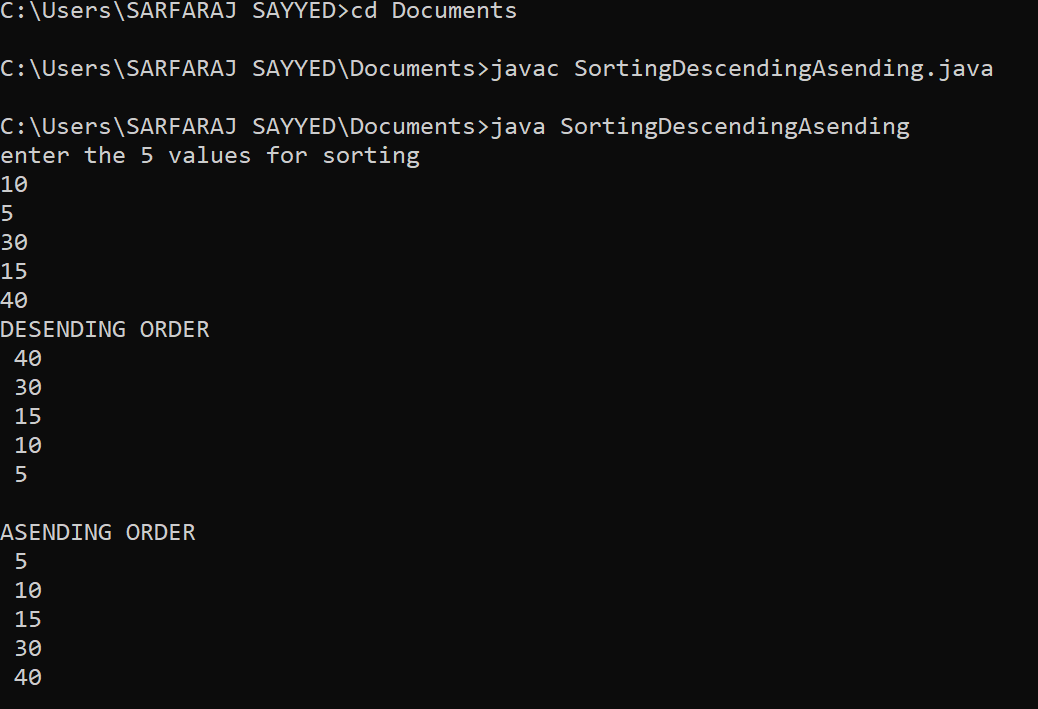 C:\Users\SARFARAJ SAYYED>cd Documents
C:\Users\SARFARAJ SAYYED\Documents>javac SortingDescendingAsending.java
C:\Users\SARFARAJ SAYYED\Documents>java SortingDescendingAsending
enter the 5 values for sorting
10
5
30
15
40
DESENDING ORDER
40
30
15
10
5
ASENDING ORDER
5
10
15
30
40